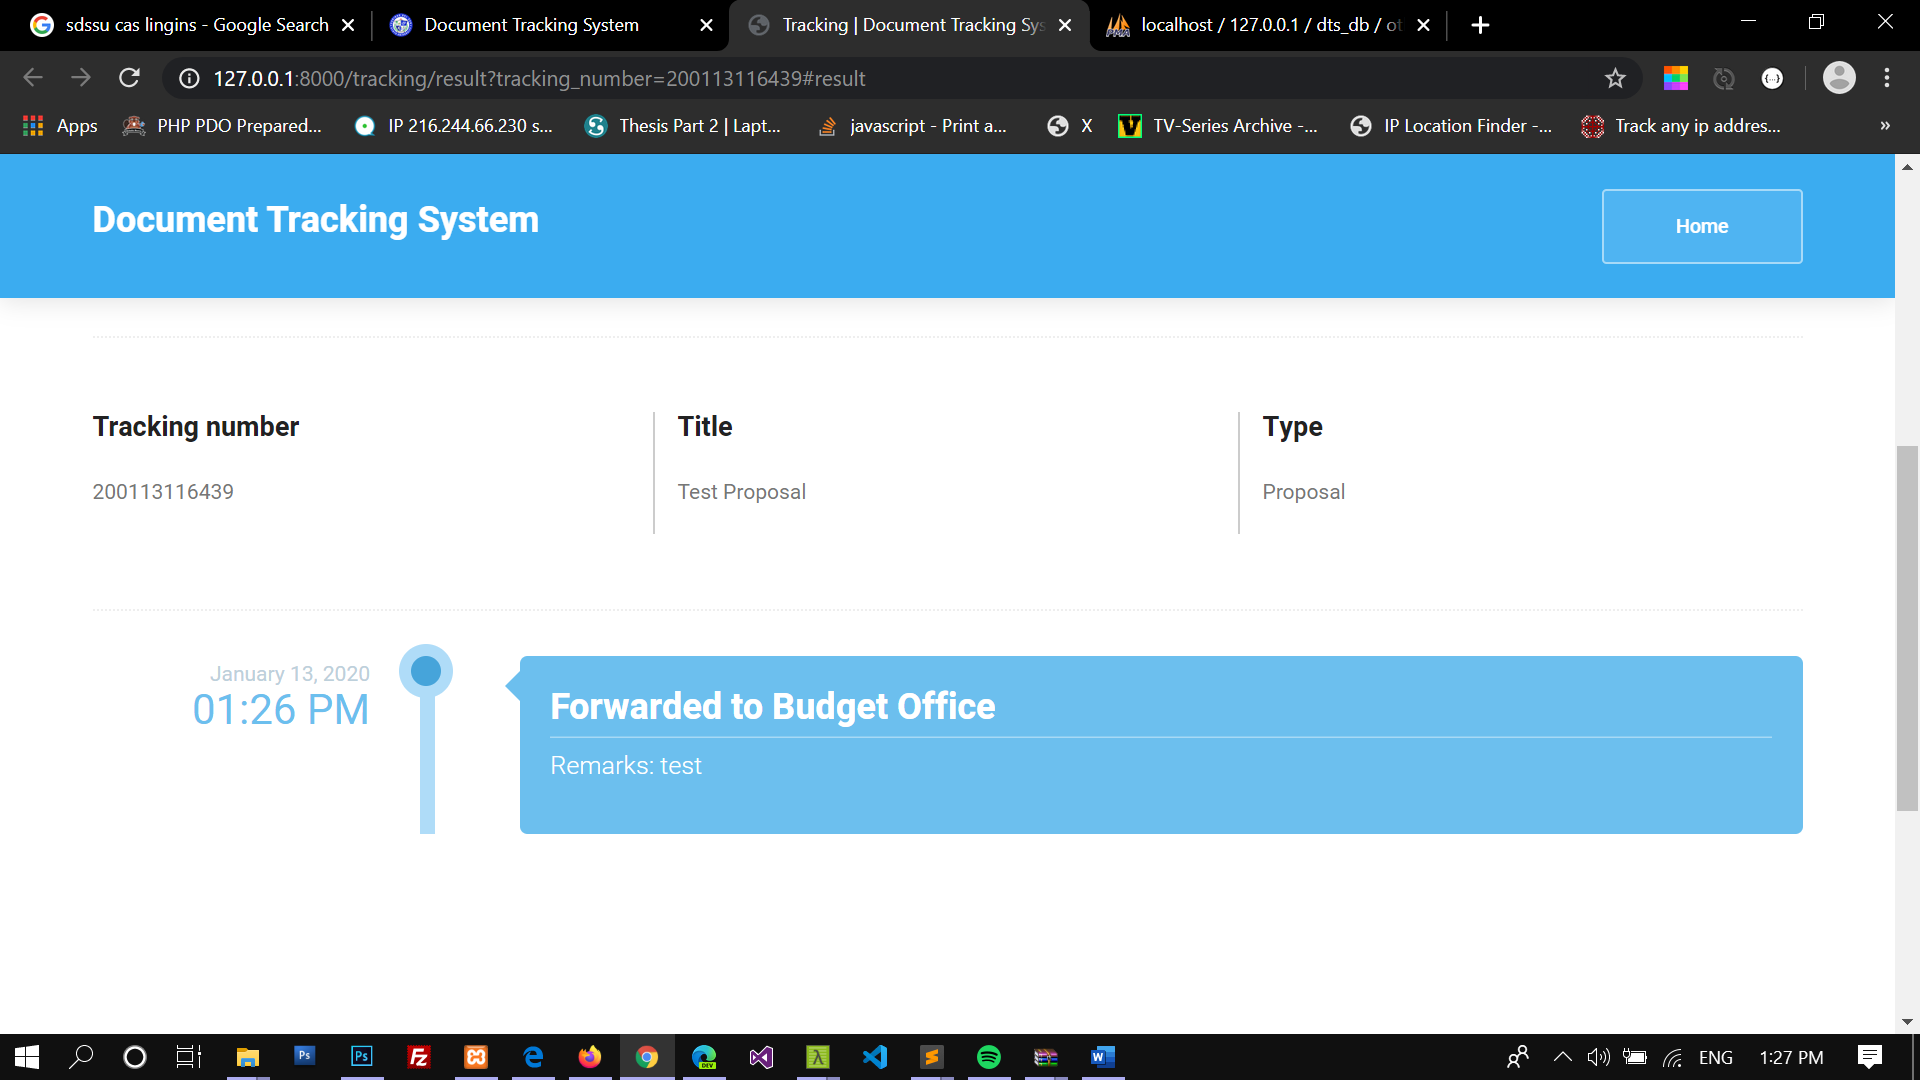 sdssu cas lingins - Google Search
Document Tracking System
Tracking | Document Tracking Sys
localhost / 127.0.0.1 / dts_db / ot
127.0.0.1:8000/tracking/result?tracking_number=200113116439#result
Apps
PHP PDO Prepared...
IP 216.244.66.230 s...
Thesis Part 2 | Lapt...
javascript - Print a...
X
TV-Series Archive -...
IP Location Finder -...
Track any ip addres...
»
Document Tracking System
Home
Tracking number
Title
Type
200113116439
Test Proposal
Proposal
January 13, 2020
01:26 PM
Forwarded to Budget Office
Remarks: test
ENG
1:27 PM